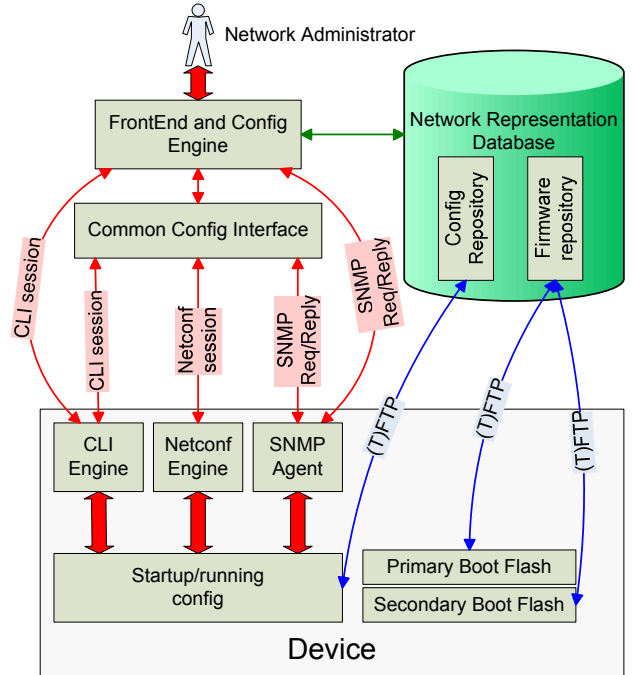 Network Administrator
FrontEnd and Config
Engine
Network Representation
Database
Config
Repository
Firmware
repository
Common Config Interface
CLI session
CLI session
Netconf
session
SNMP
Req/Reply
SNMP
Req/Reply
(T)FTP
(T)FTP
(T)FTP
CLI
Engine
Netconf
Engine
SNMP
Agent
Startup/running
config
Primary Boot Flash
Secondary Boot Flash
Device